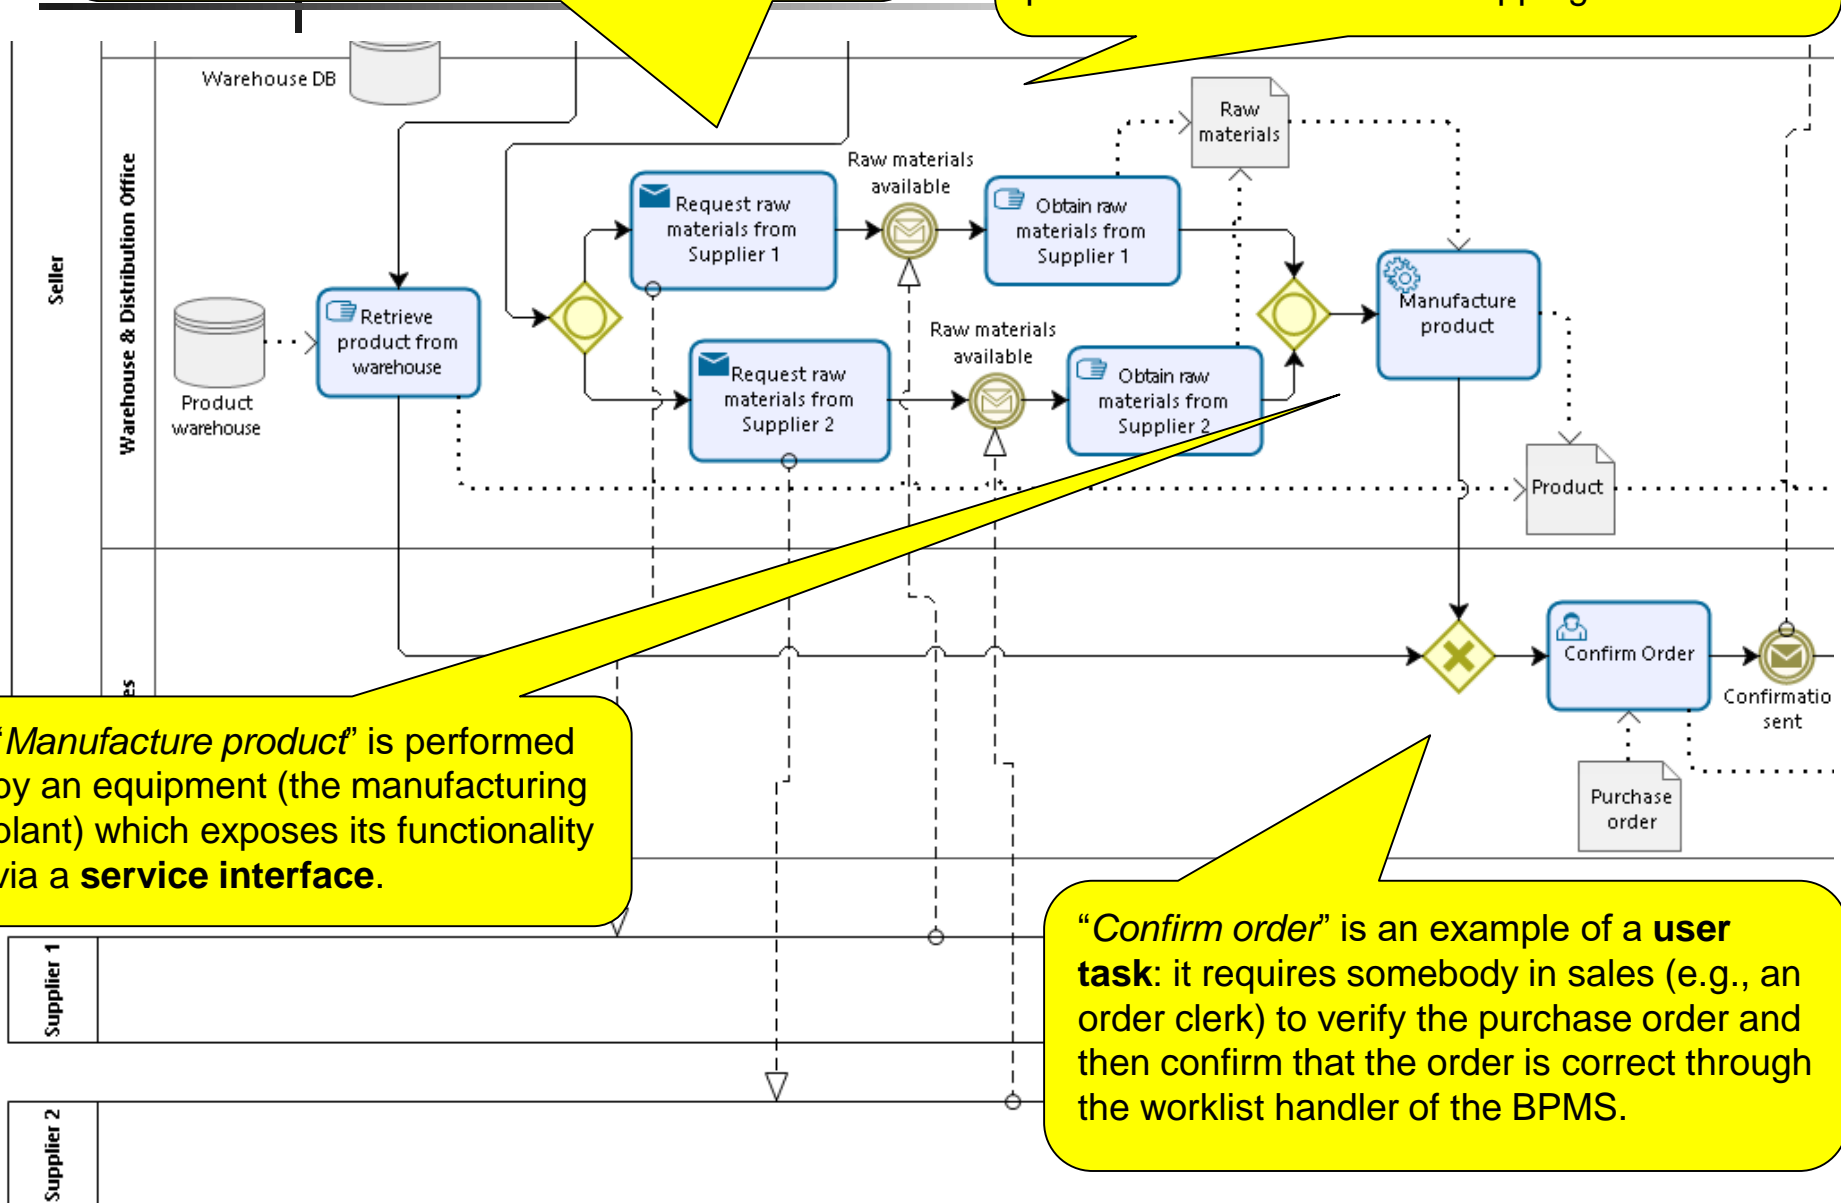 Warehouse DB
Raw
materials
Raw materials
available
Request raw
materials from
Supplier 1
Obtain raw
materials from
Supplier 1
Seller
Warehouse & Distribution Office
Retrieve
product from
warehouse
Manufacture
product
Raw materials
available
Request raw
materials from
Supplier 2
Obtain raw
materials from
Supplier 2
Product
warehouse
Product
Confirm Order
Confirmatio
sent
es
“Manufacture product” is performed
by an equipment (the manufacturing
plant) which exposes its functionality
via a service interface.
Purchase
order
“Confirm order” is an example of a user
task: it requires somebody in sales (e.g., an
order clerk) to verify the purchase order and
then confirm that the order is correct through
the worklist handler of the BPMS.
Supplier 1
Supplier 2